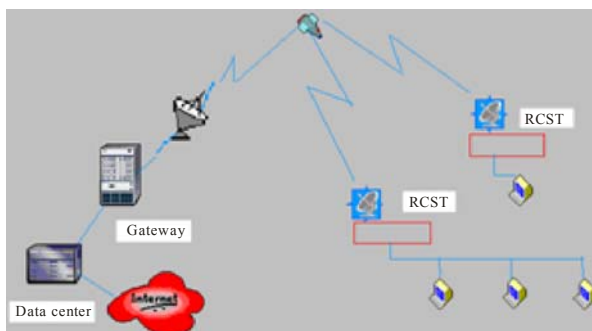 RCST
RCST
Gateway
Data center
Internet